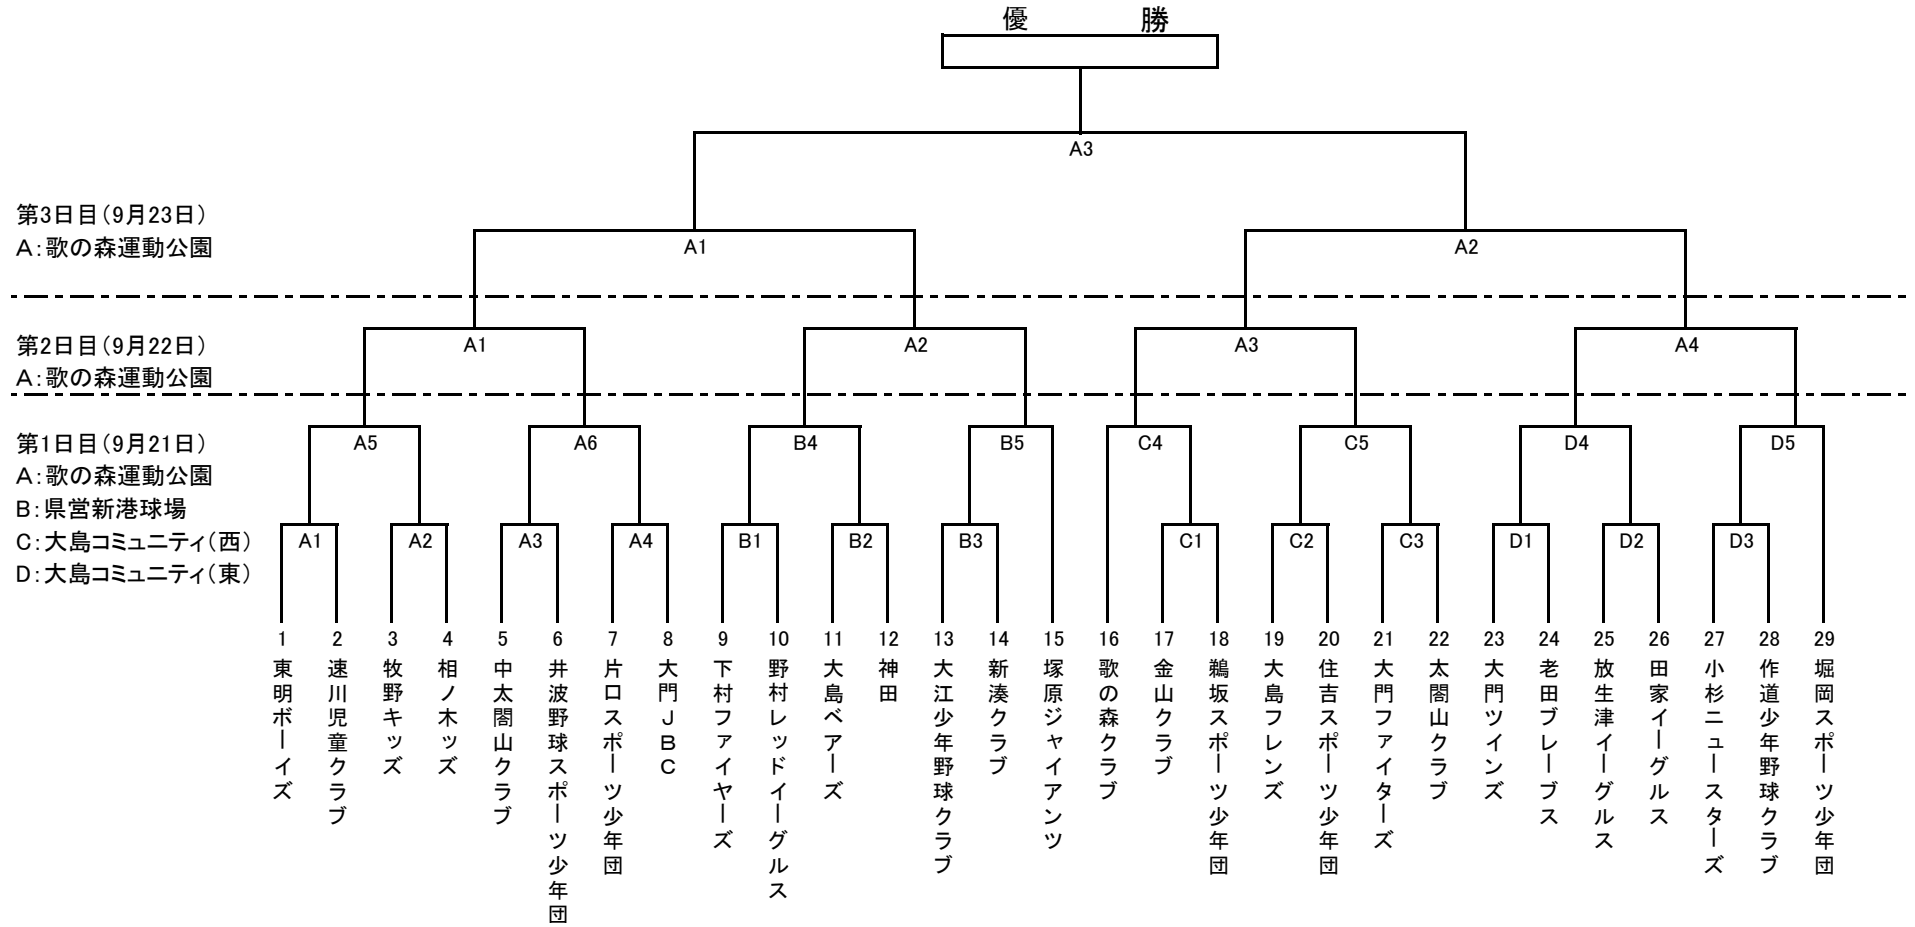 優　勝
A3
第3日目（9月23日）
A：歌の森運動公園
A1
A2
第2日目（9月22日）
A：歌の森運動公園
A1
A2
A3
A4
第1日目（9月21日）
A：歌の森運動公園
B：県営新港球場
C：大島コミュニティ（西）
D：大島コミュニティ（東）
A5
A6
B4
B5
C4
C5
D4
D5
A1
A2
A3
A4
B1
B2
B3
C1
C2
C3
D1
D2
D3
1 東明ボーイズ
2 速川児童クラブ
3 牧野キッズ
4 相ノ木ッズ
5 中太閤山クラブ
6 井波野球スポーツ少年団
7 片口スポーツ少年団
8 大門JBC
9 下村ファイヤーズ
10 野村レッドイーグルス
11 大島ベアーズ
12 神田
13 大江少年野球クラブ
14 新湊クラブ
15 塚原ジャイアンツ
16 歌の森クラブ
17 金山クラブ
18 鵜坂スポーツ少年団
19 大島フレンズ
20 住吉スポーツ少年団
21 大門ファイターズ
22 太閤山クラブ
23 大門ツインズ
24 老田ブレーブス
25 放生津イーグルス
26 田家イーグルス
27 小杉ニュースターズ
28 作道少年野球クラブ
29 堀岡スポーツ少年団